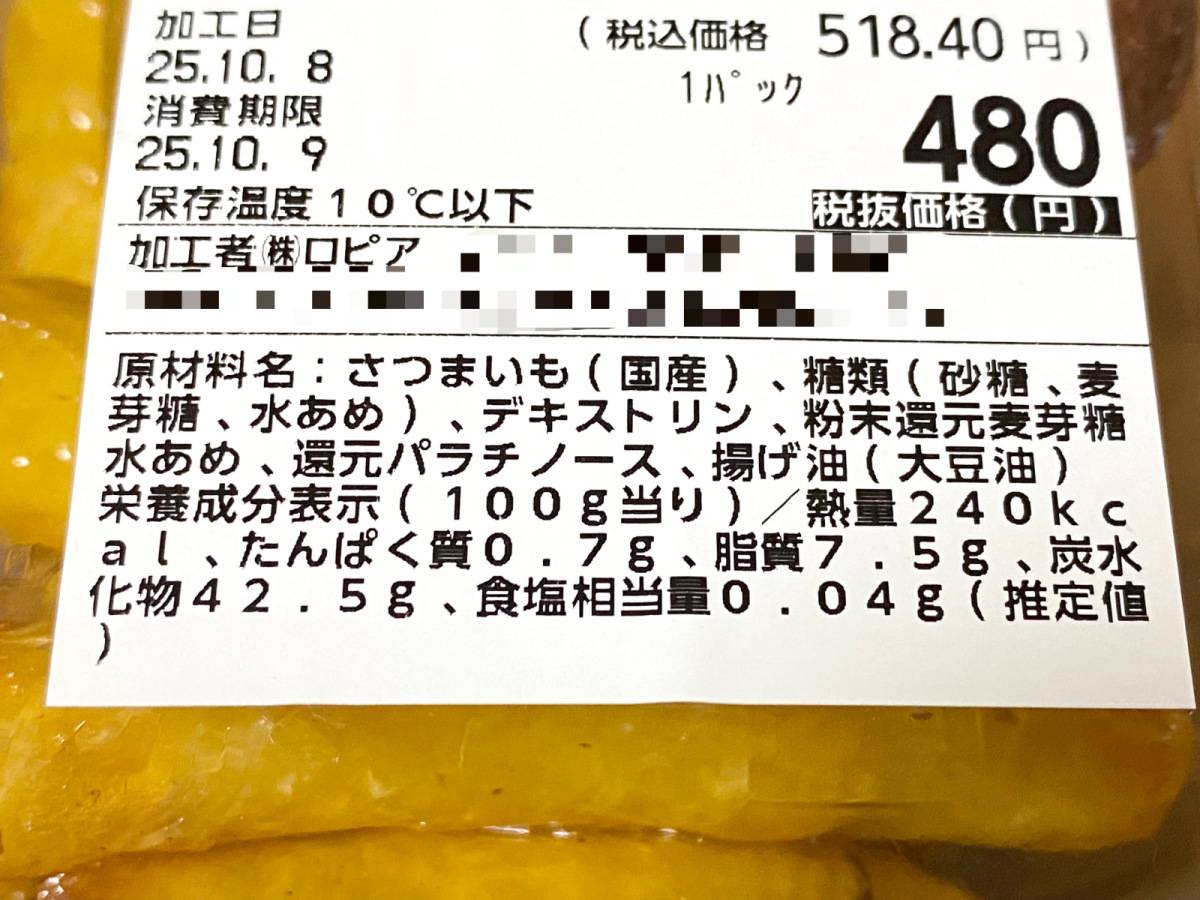 加工日
25.10. 8
(税込価格 518.40 円)
1パック
消費期限
25.10. 9
480
保存温度10℃以下
税抜価格(円)
加工者㈱ロピア
原材料名:さつまいも(国産)、糖類(砂糖、麦
芽糖、水あめ)、デキストリン、粉末還元麦芽糖
水あめ、還元パラチノース、揚げ油(大豆油)
栄養成分表示(100g当り)/熱量240kc
al、たんぱく質0.7g、脂質7.5g、炭水
化物42.5g、食塩相当量0.04g(推定値
)